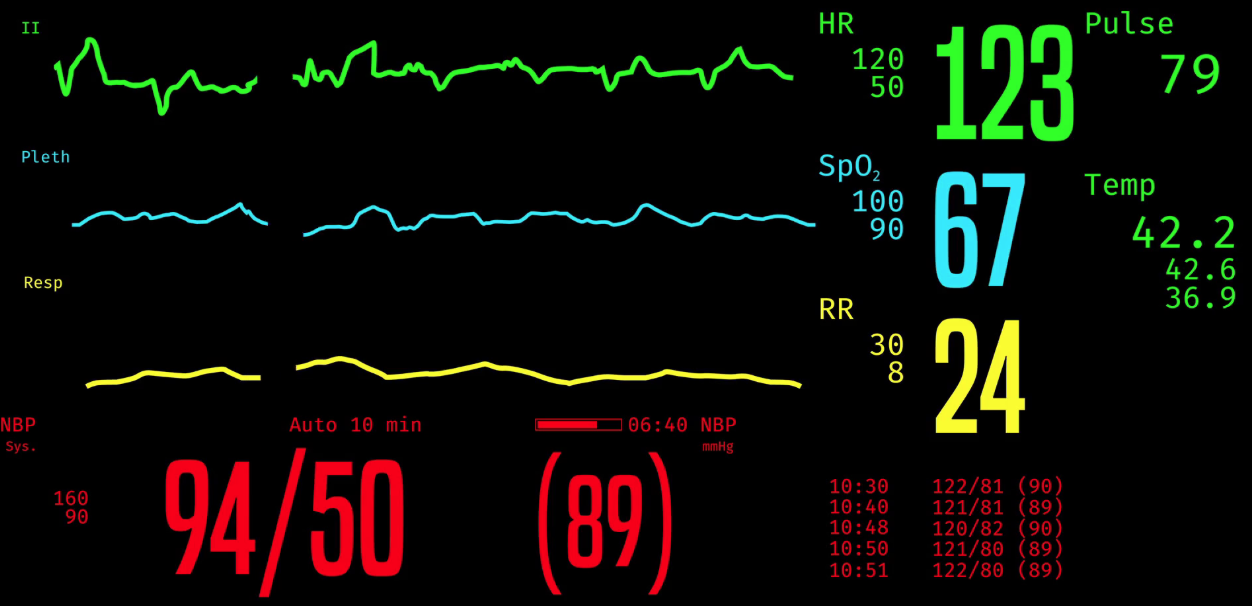 II
HR
120
50
123
Pulse
79
Pleth
SpO₂
100
90
67
Temp
42.2
42.6
36.9
Resp
RR
30
8
24
NBP
Sys.
Auto 10 min
06:40 NBP
mmHg
160
90
94/50
(89)
10:30 122/81 (90)
10:40 121/81 (89)
10:48 120/82 (90)
10:50 121/80 (89)
10:51 122/80 (89)